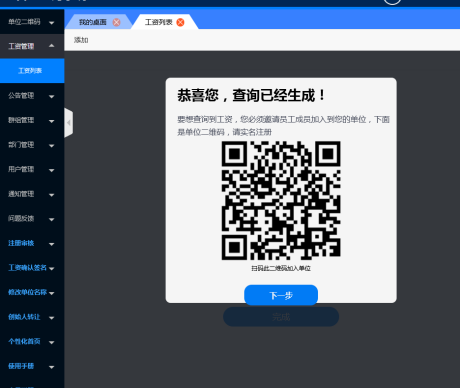 单位二维码
我的桌面
工资列表
工资管理
添加
工资列表
公告管理
群组管理
部门管理
用户管理
通知管理
问题反馈
注册审核
工资确认签名
修改单位名称
创始人转让
个性化首页
使用手册
恭喜您，查询已经生成！
要想查询到工资，您必须邀请员工成员加入到您的单位，下面
是单位二维码，请实名注册
扫码此二维码加入单位
下一步
完成